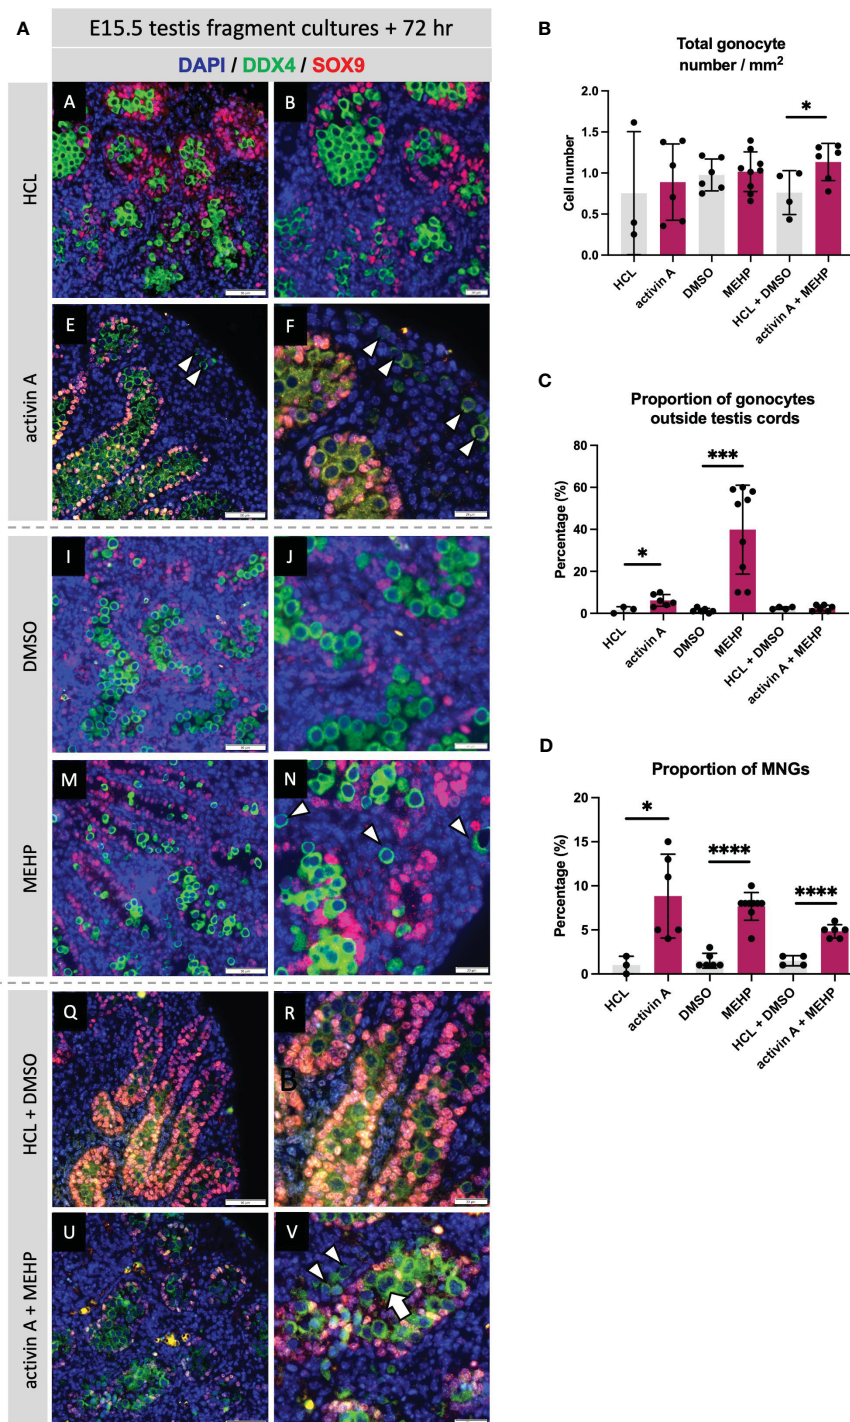 A
E15.5 testis fragment cultures + 72 hr
DAPI / DDX4 / SOX9
HCL
A
B
activin A
E
F
DMSO
I
J
MEHP
M
N
HCL + DMSO
Q
R
B
activin A + MEHP
U
V
B
Total gonocyte
number / mm²
Cell number
2.0
1.5
1.0
0.5
0.0
*
HCL
activin A
DMSO
MEHP
HCL + DMSO
activin A + MEHP
C
Proportion of gonocytes
outside testis cords
Percentage (%)
80
60
40
20
0
*
***
HCL
activin A
DMSO
MEHP
HCL + DMSO
activin A + MEHP
D
Proportion of MNGs
Percentage (%)
20
15
10
5
0
*
****
****
HCL
activin A
DMSO
MEHP
HCL + DMSO
activin A + MEHP